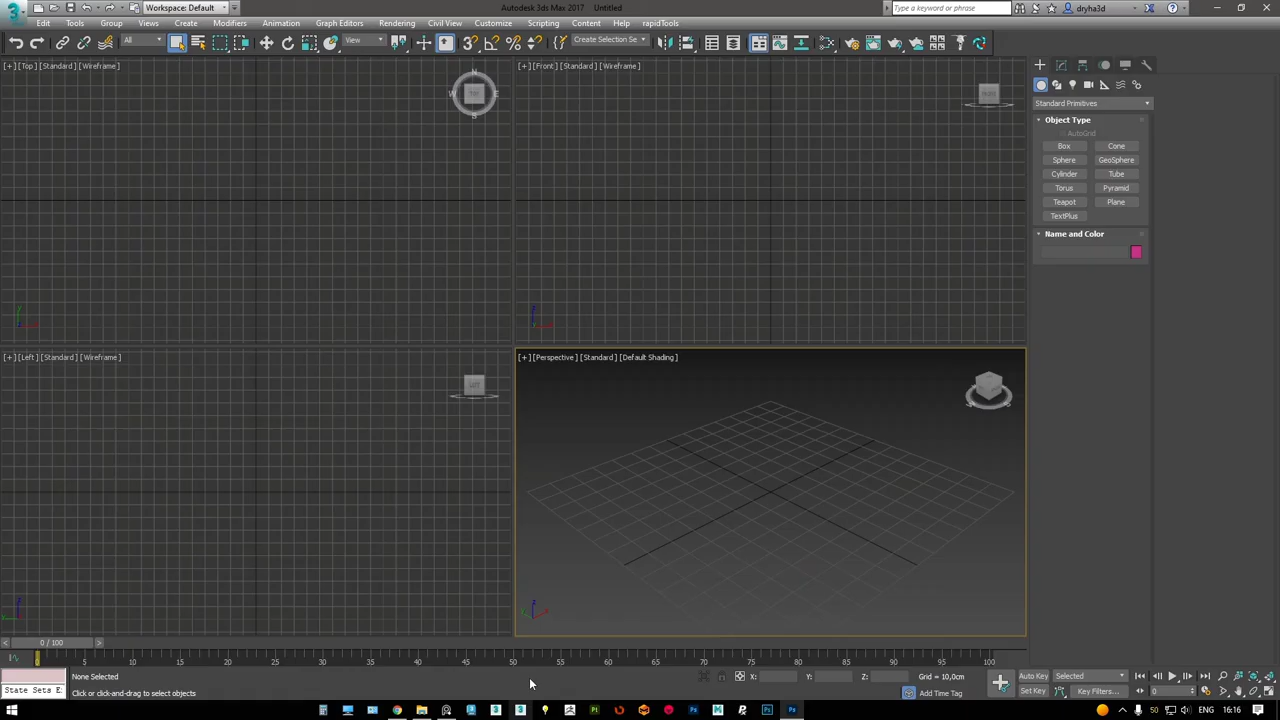 Workspace: Default
Autodesk 3ds Max 2017
Untitled
Type a keyword or phrase
dryha3d
Edit Tools Group Views Create Modifiers Animation Graph Editors Rendering Civil View Customize Scripting Content Help rapidTools
All
View
Create Selection Se
[+] [Top] [Standard] [Wireframe]
[+] [Front] [Standard] [Wireframe]
N
W TOP E
S
FRONT
Standard Primitives
Object Type
AutoGrid
Box Cone
Sphere GeoSphere
Cylinder Tube
Torus Pyramid
Teapot Plane
TextPlus
Name and Color
[+] [Left] [Standard] [Wireframe]
[+] [Perspective] [Standard] [Default Shading]
LEFT
0 / 100
0 5 10 15 20 25 30 35 40 45 50 55 60 65 70 75 80 85 90 95 100
None Selected
X: Y: Z: Grid = 10,0cm
Auto Key Selected
State Sets E:
Click or click-and-drag to select objects
Add Time Tag
Set Key Key Filters... 0
50 ENG 16:16